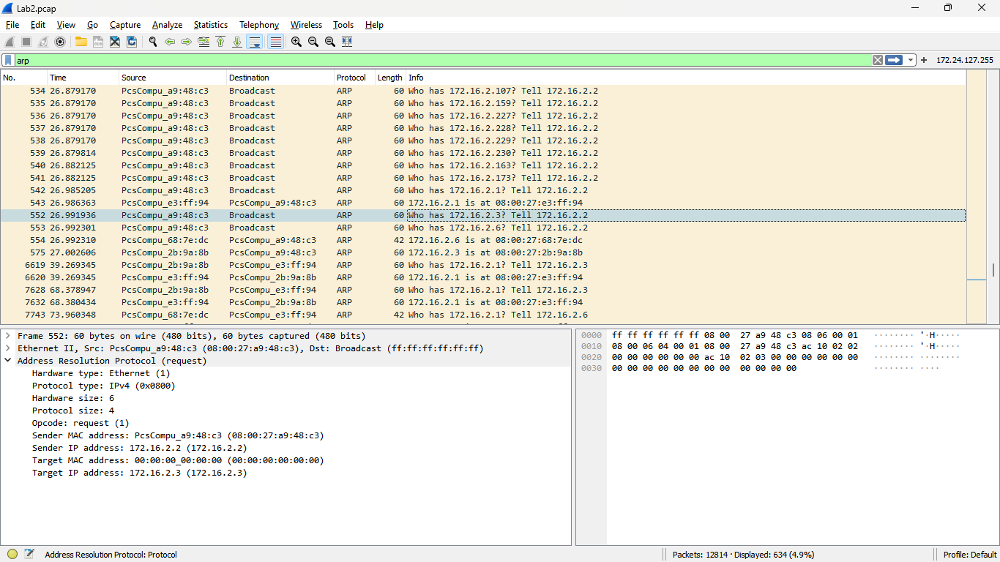 Lab2.pcap
File Edit View Go Capture Analyze Statistics Telephony Wireless Tools Help
arp + 172.24.127.255
No. Time Source Destination Protocol Length Info
534 26.879170 PcsCompu_a9:48:c3 Broadcast ARP 60 Who has 172.16.2.107? Tell 172.16.2.2
535 26.879170 PcsCompu_a9:48:c3 Broadcast ARP 60 Who has 172.16.2.159? Tell 172.16.2.2
536 26.879170 PcsCompu_a9:48:c3 Broadcast ARP 60 Who has 172.16.2.227? Tell 172.16.2.2
537 26.879170 PcsCompu_a9:48:c3 Broadcast ARP 60 Who has 172.16.2.228? Tell 172.16.2.2
538 26.879170 PcsCompu_a9:48:c3 Broadcast ARP 60 Who has 172.16.2.229? Tell 172.16.2.2
539 26.879814 PcsCompu_a9:48:c3 Broadcast ARP 60 Who has 172.16.2.230? Tell 172.16.2.2
540 26.882125 PcsCompu_a9:48:c3 Broadcast ARP 60 Who has 172.16.2.163? Tell 172.16.2.2
541 26.882125 PcsCompu_a9:48:c3 Broadcast ARP 60 Who has 172.16.2.173? Tell 172.16.2.2
542 26.985205 PcsCompu_a9:48:c3 Broadcast ARP 60 Who has 172.16.2.1? Tell 172.16.2.2
543 26.986363 PcsCompu_e3:ff:94 PcsCompu_a9:48:c3 ARP 60 172.16.2.1 is at 08:00:27:e3:ff:94
552 26.991936 PcsCompu_a9:48:c3 Broadcast ARP 60 Who has 172.16.2.3? Tell 172.16.2.2
553 26.992301 PcsCompu_a9:48:c3 Broadcast ARP 60 Who has 172.16.2.6? Tell 172.16.2.2
554 26.992310 PcsCompu_68:7e:dc PcsCompu_a9:48:c3 ARP 42 172.16.2.6 is at 08:00:27:68:7e:dc
575 27.002606 PcsCompu_2b:9a:8b PcsCompu_a9:48:c3 ARP 60 172.16.2.3 is at 08:00:27:2b:9a:8b
6619 39.269345 PcsCompu_2b:9a:8b PcsCompu_e3:ff:94 ARP 60 Who has 172.16.2.1? Tell 172.16.2.3
6620 39.269345 PcsCompu_e3:ff:94 PcsCompu_2b:9a:8b ARP 60 172.16.2.1 is at 08:00:27:e3:ff:94
7628 68.378947 PcsCompu_2b:9a:8b PcsCompu_e3:ff:94 ARP 60 Who has 172.16.2.1? Tell 172.16.2.3
7632 68.380434 PcsCompu_e3:ff:94 PcsCompu_2b:9a:8b ARP 60 172.16.2.1 is at 08:00:27:e3:ff:94
7743 73.960348 PcsCompu_68:7e:dc PcsCompu_e3:ff:94 ARP 42 Who has 172.16.2.1? Tell 172.16.2.6
Frame 552: 60 bytes on wire (480 bits), 60 bytes captured (480 bits)
Ethernet II, Src: PcsCompu_a9:48:c3 (08:00:27:a9:48:c3), Dst: Broadcast (ff:ff:ff:ff:ff:ff)
Address Resolution Protocol (request)
Hardware type: Ethernet (1)
Protocol type: IPv4 (0x0800)
Hardware size: 6
Protocol size: 4
Opcode: request (1)
Sender MAC address: PcsCompu_a9:48:c3 (08:00:27:a9:48:c3)
Sender IP address: 172.16.2.2 (172.16.2.2)
Target MAC address: 00:00:00_00:00:00 (00:00:00:00:00:00)
Target IP address: 172.16.2.3 (172.16.2.3)
0000 ff ff ff ff ff ff 08 00 27 a9 48 c3 08 06 00 01 ········ '·H·····
0010 08 00 06 04 00 01 08 00 27 a9 48 c3 ac 10 02 02 ········ '·H·····
0020 00 00 00 00 00 00 ac 10 02 03 00 00 00 00 00 00 ········ ········
0030 00 00 00 00 00 00 00 00 00 00 00 00 ········ ····
Address Resolution Protocol: Protocol
Packets: 12814 · Displayed: 634 (4.9%)
Profile: Default